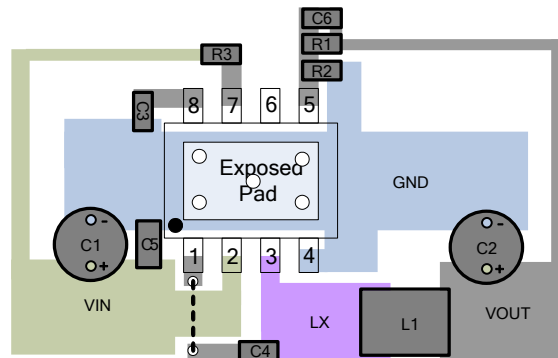 C6
R1
R3
R2
C3
8 7 6 5
Exposed
Pad
GND
- -
C1 C5 C2
+ +
1 2 3 4
VIN LX L1 VOUT
C4